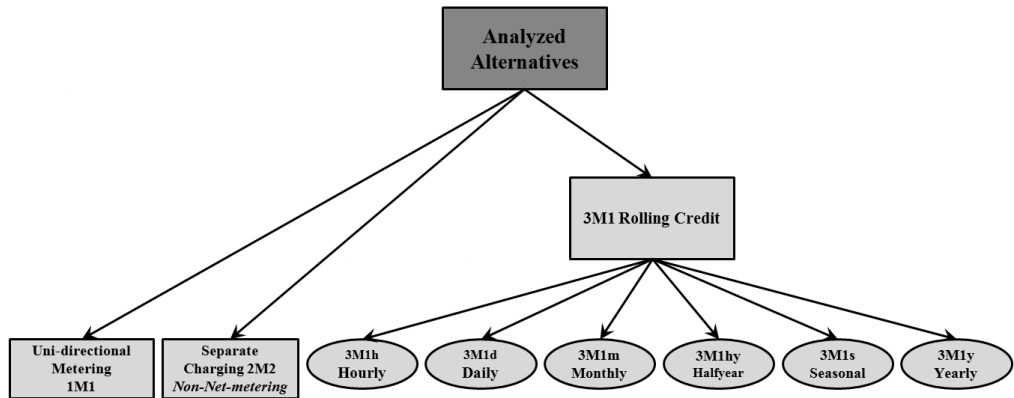 Analyzed
Alternatives
3M1 Rolling Credit
Uni-directional
Metering
1M1
Separate
Charging 2M2
Non-Net-metering
3M1h
Hourly
3M1d
Daily
3M1m
Monthly
3M1hy
Halfyear
3M1s
Seasonal
3M1y
Yearly